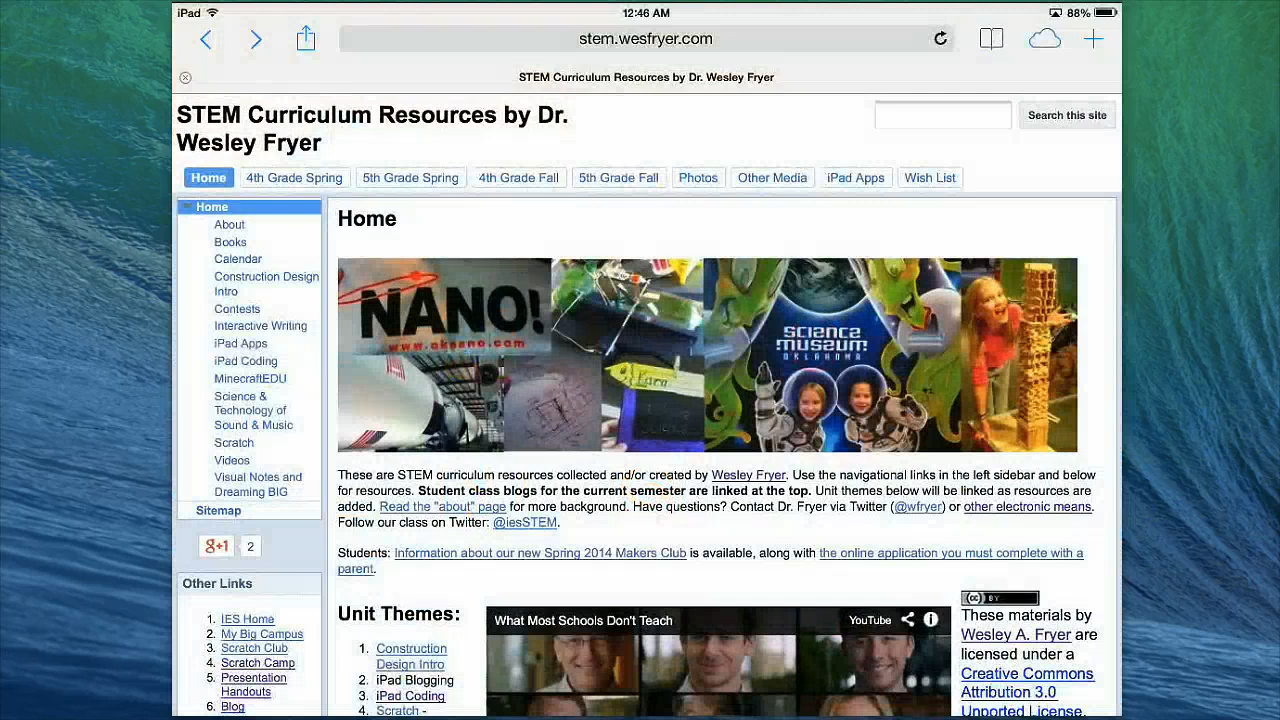 iPad 12:46 AM 88%
stem.wesfryer.com
STEM Curriculum Resources by Dr. Wesley Fryer
STEM Curriculum Resources by Dr.
Wesley Fryer
Search this site
Home 4th Grade Spring 5th Grade Spring 4th Grade Fall 5th Grade Fall Photos Other Media iPad Apps Wish List
Home
About
Books
Calendar
Construction Design
Intro
Contests
Interactive Writing
iPad Apps
iPad Coding
MinecraftEDU
Science &
Technology of
Sound & Music
Scratch
Videos
Visual Notes and
Dreaming BIG
Sitemap
g+1 2
Other Links
1. IES Home
2. My Big Campus
3. Scratch Club
4. Scratch Camp
5. Presentation
Handouts
6. Blog
Home
NANO!
www.oknano.com
Kara
SCIENCE
MUSEUM
OKLAHOMA
These are STEM curriculum resources collected and/or created by Wesley Fryer. Use the navigational links in the left sidebar and below
for resources. Student class blogs for the current semester are linked at the top. Unit themes below will be linked as resources are
added. Read the "about" page for more background. Have questions? Contact Dr. Fryer via Twitter (@wfryer) or other electronic means.
Follow our class on Twitter: @iesSTEM.
Students: Information about our new Spring 2014 Makers Club is available, along with the online application you must complete with a
parent.
Unit Themes:
1. Construction
Design Intro
2. iPad Blogging
3. iPad Coding
4. Scratch -
What Most Schools Don't Teach YouTube
cc BY
These materials by
Wesley A. Fryer are
licensed under a
Creative Commons
Attribution 3.0
Unported License.